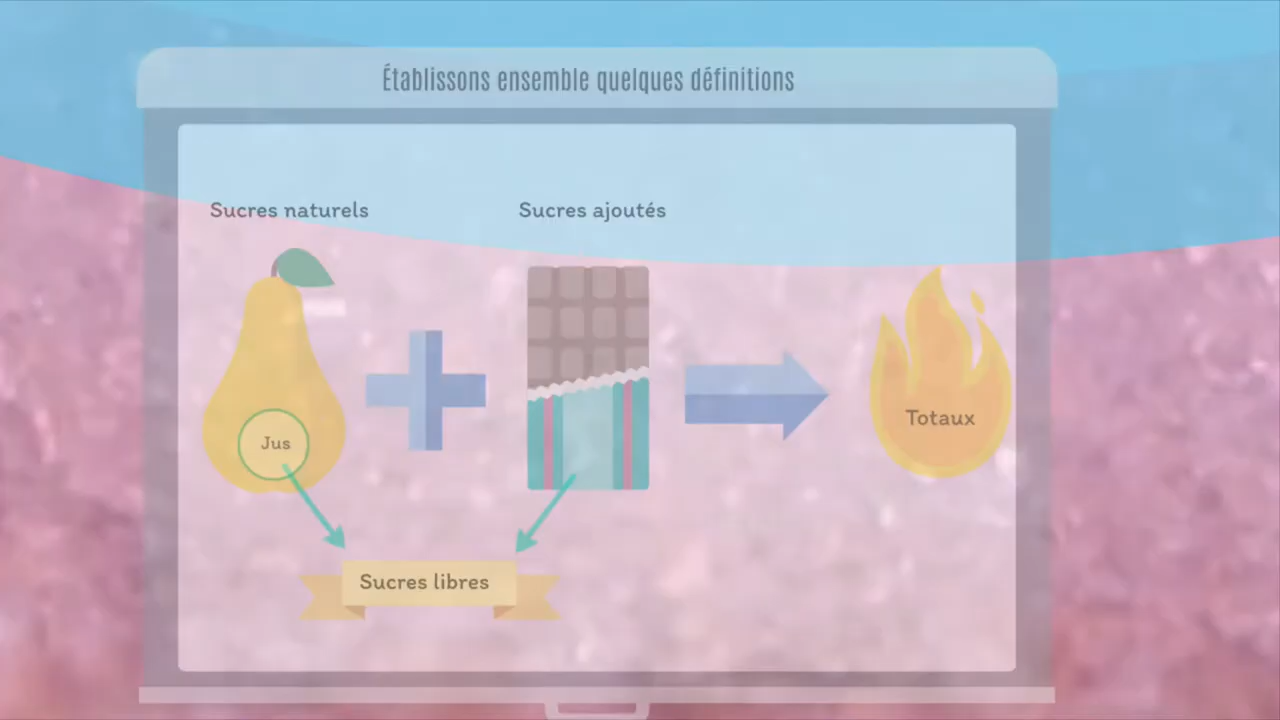 Établissons ensemble quelques définitions
Sucres naturels
Sucres ajoutés
Jus
Totaux
Sucres libres